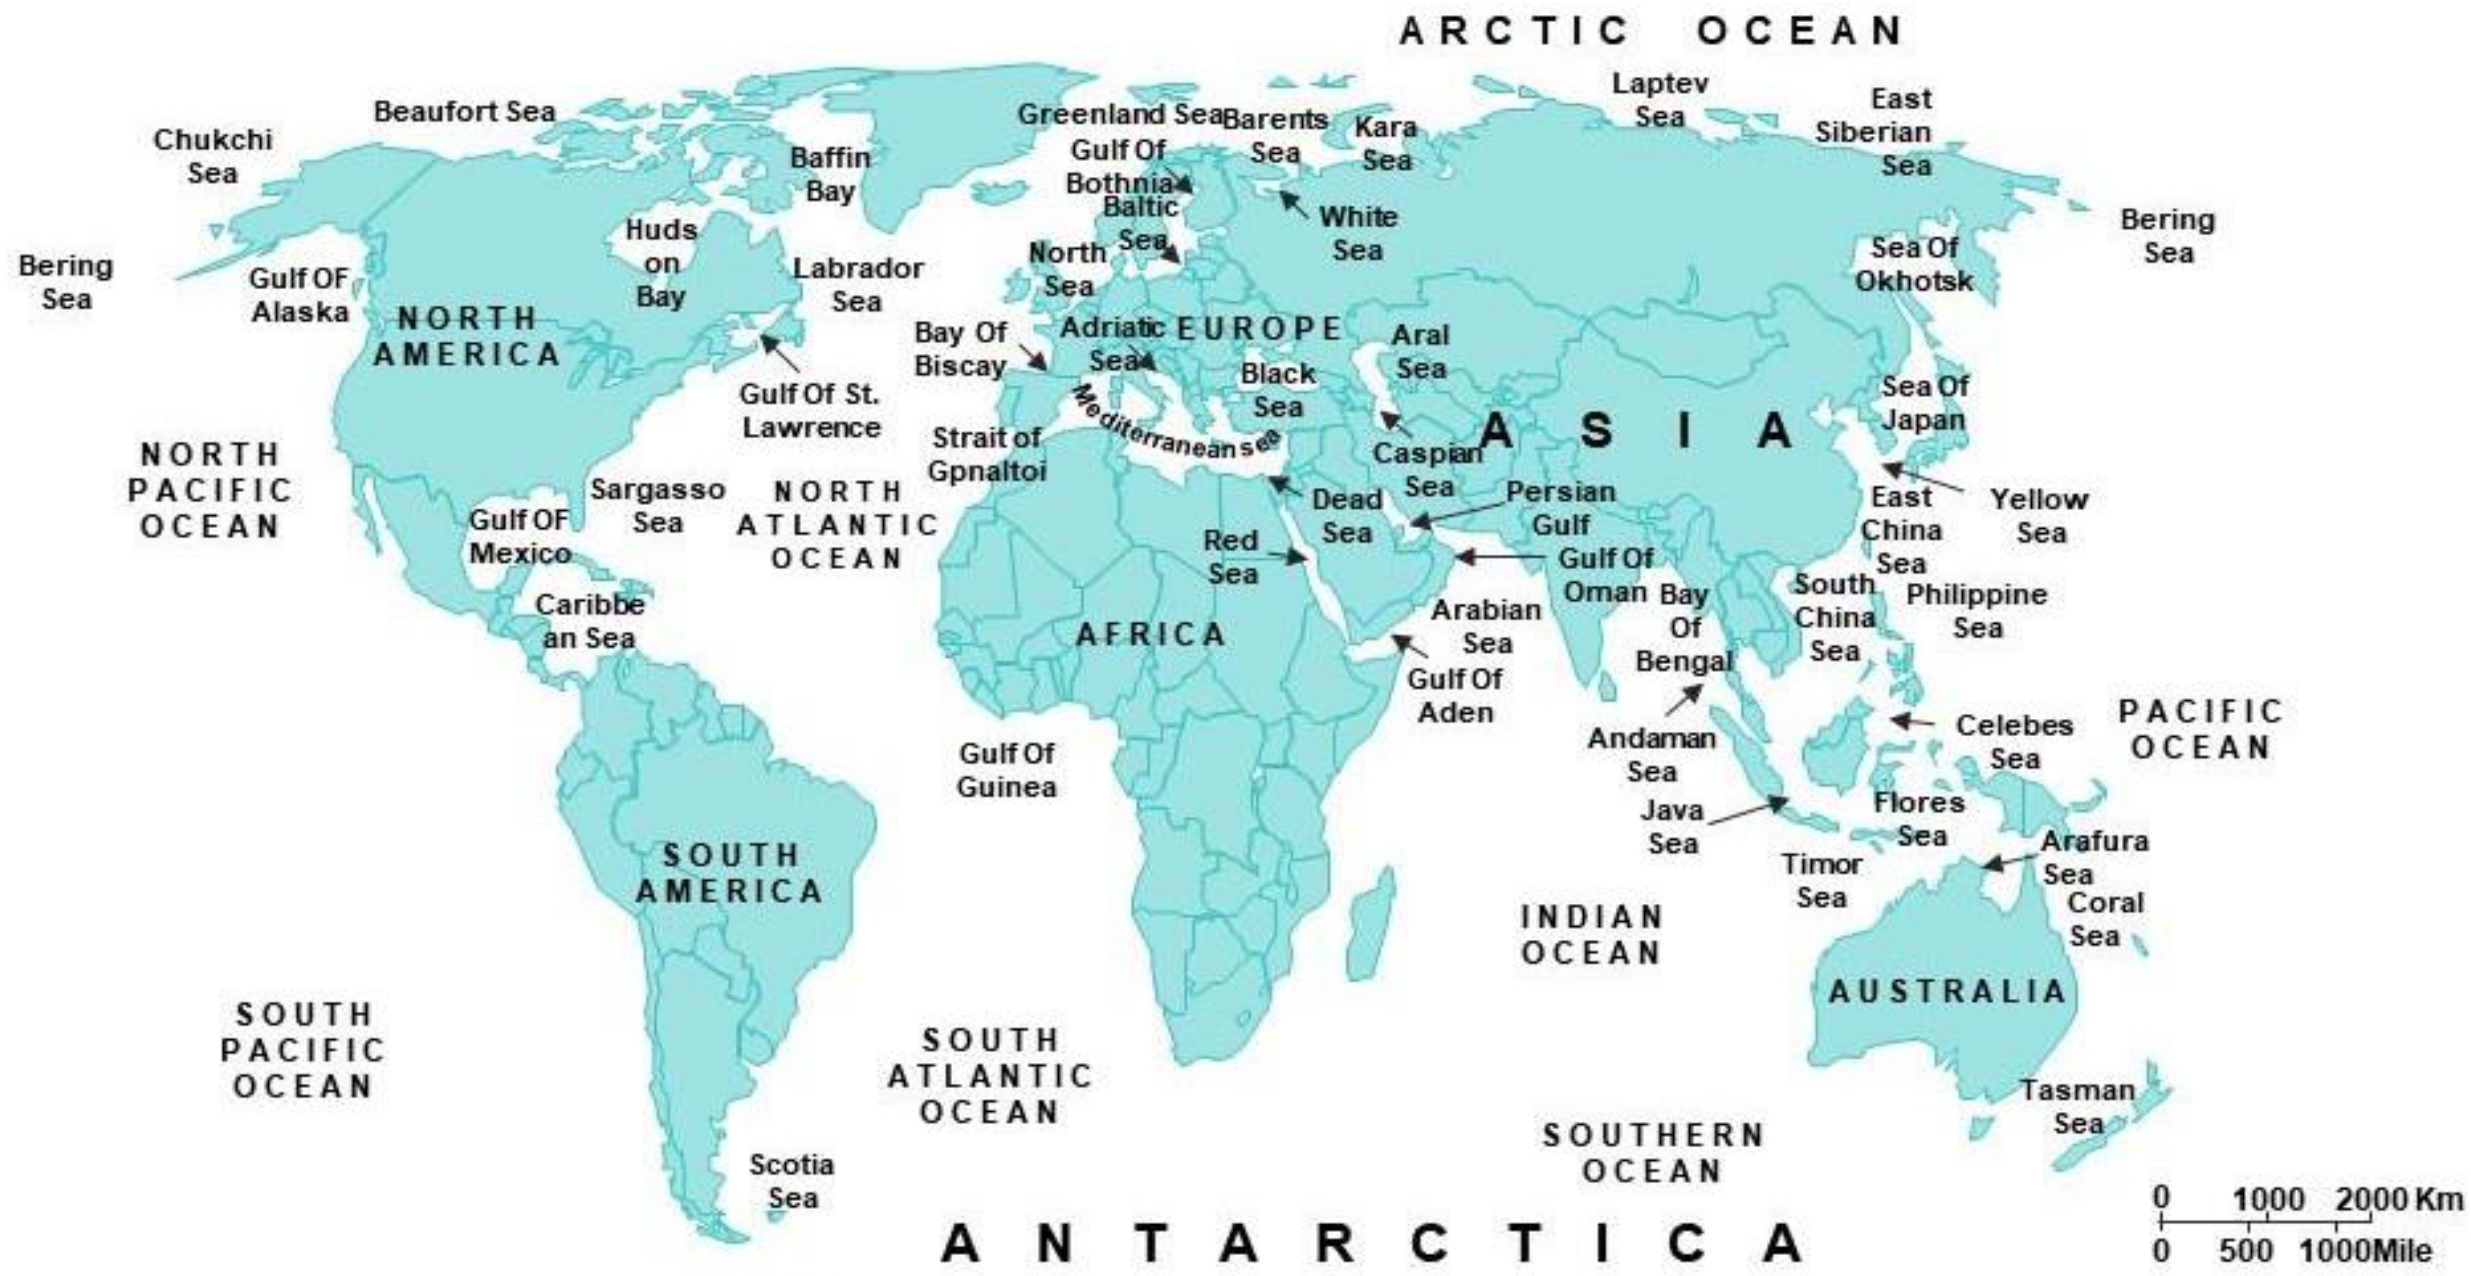 ARCTIC OCEAN
Laptev
Sea
East
Siberian
Sea
Beaufort Sea
Greenland Sea
Barents
Sea
Kara
Sea
Chukchi
Sea
Baffin
Bay
Gulf Of
Bothnia
Baltic
Sea
White
Sea
Bering
Sea
Huds
on
Bay
North
Sea
Sea Of
Okhotsk
Bering
Sea
Gulf OF
Alaska
Labrador
Sea
NORTH
AMERICA
Bay Of
Biscay
Adriatic
Sea
EUROPE
Aral
Sea
Black
Sea
Gulf Of St.
Lawrence
Mediterranean sea
Sea Of
Japan
ASIA
NORTH
PACIFIC
OCEAN
Strait of
Gpnaltoi
Caspian
Sea
Sargasso
Sea
NORTH
ATLANTIC
OCEAN
Dead
Sea
Persian
Gulf
East
China
Sea
Yellow
Sea
Gulf OF
Mexico
Red
Sea
Gulf Of
Oman
Bay
Of
Bengal
South
China
Sea
Philippine
Sea
Caribbe
an Sea
AFRICA
Arabian
Sea
Gulf Of
Aden
PACIFIC
OCEAN
Gulf Of
Guinea
Andaman
Sea
Celebes
Sea
Java
Sea
Flores
Sea
SOUTH
AMERICA
Timor
Sea
Arafura
Sea
Coral
Sea
INDIAN
OCEAN
AUSTRALIA
SOUTH
PACIFIC
OCEAN
SOUTH
ATLANTIC
OCEAN
Tasman
Sea
SOUTHERN
OCEAN
Scotia
Sea
ANTARCTICA
0 1000 2000 Km
0 500 1000Mile